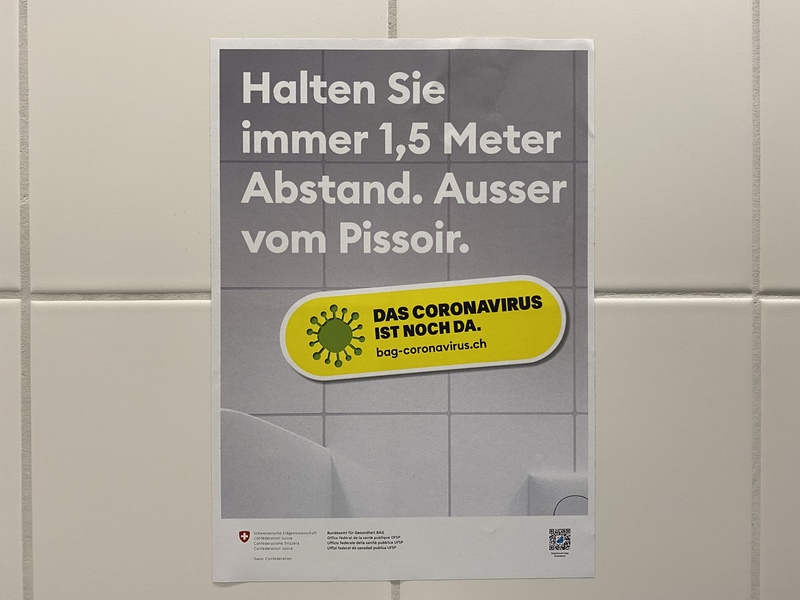 Halten Sie
immer 1,5 Meter
Abstand. Ausser
vom Pissoir.
DAS CORONAVIRUS
IST NOCH DA.
bag-coronavirus.ch
Schweizerische Eidgenossenschaft
Confédération suisse
Confederazione Svizzera
Confederaziun svizra
Swiss Confederation
Bundesamt für Gesundheit BAG
Office fédéral de la santé publique OFSP
Ufficio federale della sanità pubblica UFSP
Uffizi federal da sanadad publica UFSP